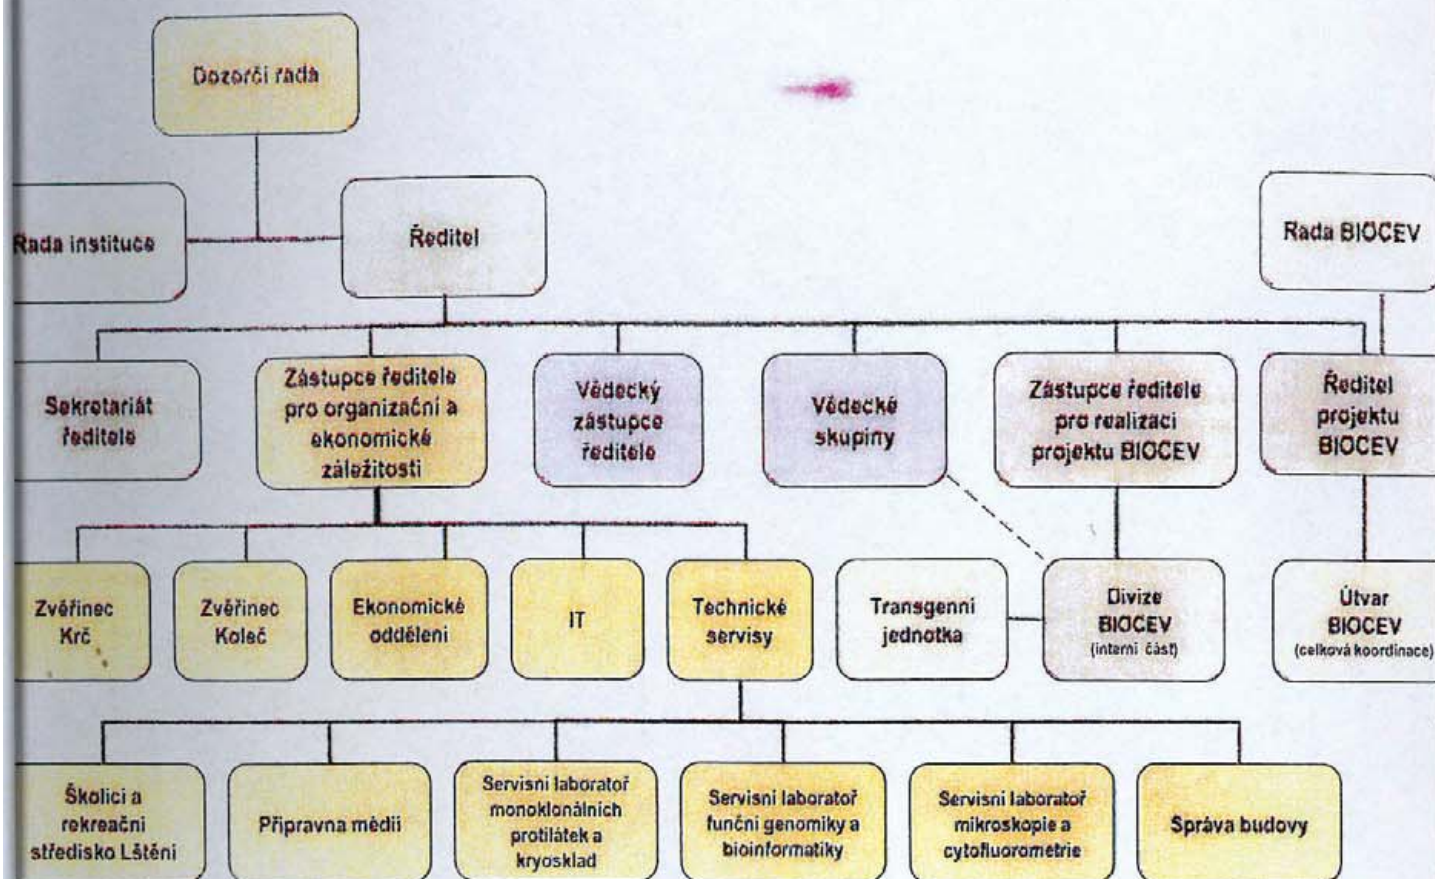 Dozorčí rada
Rada instituce
Ředitel
Rada BIOCEV
Sekretariát
ředitele
Zástupce ředitele
pro organizační a
ekonomické
záležitosti
Vědecký
zástupce
ředitele
Vědecké
skupiny
Zástupce ředitele
pro realizaci
projektu BIOCEV
Ředitel
projektu
BIOCEV
Zvěřinec
Krč
Zvěřinec
Koleč
Ekonomické
oddělení
IT
Technické
servisy
Transgenní
jednotka
Divize
BIOCEV
(interní část)
Útvar
BIOCEV
(celková koordinace)
Školicí a
rekreační
středisko Lštění
Přípravna médií
Servisní laboratoř
monoklonálních
protilátek a
kryosklad
Servisní laboratoř
funční genomiky a
bioinformatiky
Servisní laboratoř
mikroskopie a
cytofluorometrie
Správa budovy